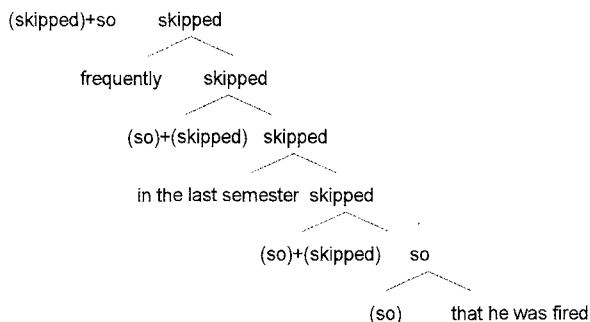 (skipped)+so skipped
frequently skipped
(so)+(skipped) skipped
in the last semester skipped
(so)+(skipped) so
(so) that he was fired